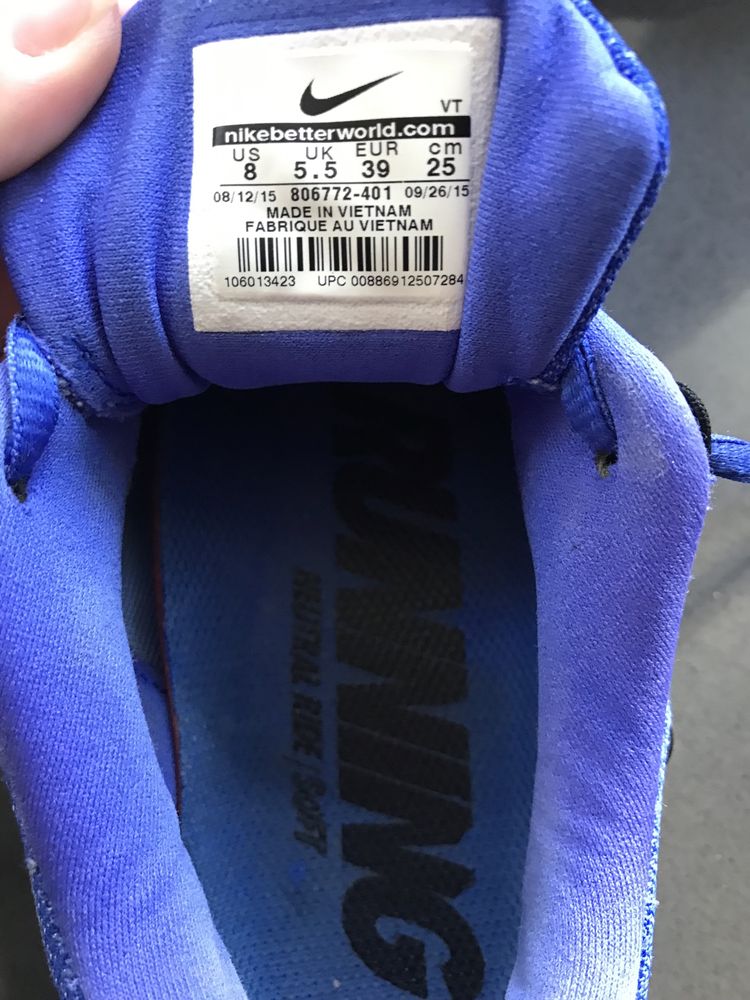 VT
nikebetterworld.com
US UK EUR cm
8 5.5 39 25
08/12/15 806772-401 09/26/15
MADE IN VIETNAM
FABRIQUE AU VIETNAM
106013423 UPC 00886912507284
RUNNING
NEUTRAL RIDE / SOFT